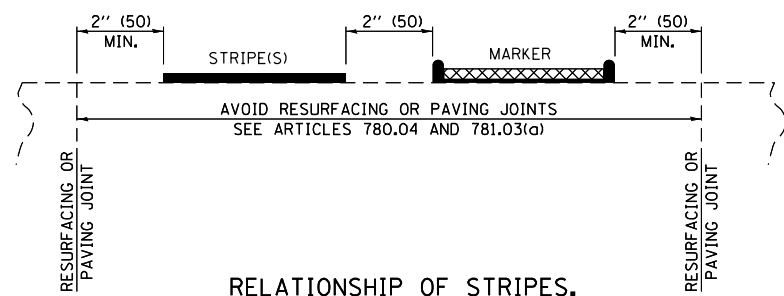 2" (50)
MIN.
2" (50)
2" (50)
MIN.
STRIPE(S)
MARKER
AVOID RESURFACING OR PAVING JOINTS
SEE ARTICLES 780.04 AND 781.03(a)
RESURFACING OR
PAVING JOINT
RESURFACING OR
PAVING JOINT
RELATIONSHIP OF STRIPES.